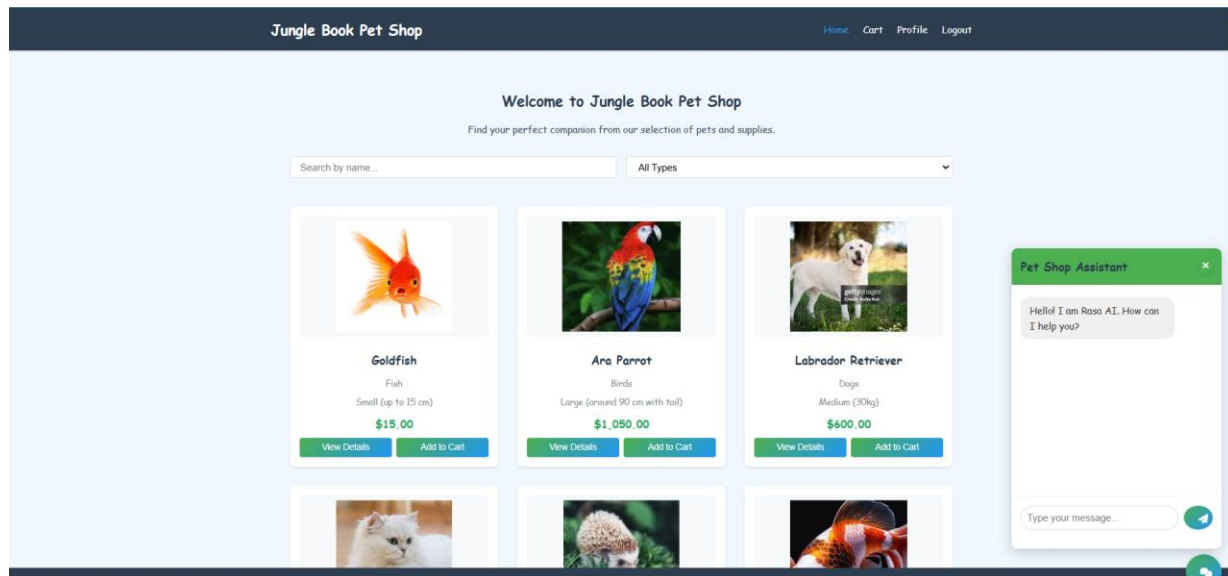 Jungle Book Pet Shop
Home Cart Profile Logout
Welcome to Jungle Book Pet Shop
Find your perfect companion from our selection of pets and supplies.
Search by name...
All Types
gettyimages
Goldfish
Fish
Small (up to 15 cm)
$15.00
View Details Add to Cart
Ara Parrot
Birds
Large (around 90 cm with tail)
$1,050.00
View Details Add to Cart
Labrador Retriever
Dogs
Medium (30kg)
$600.00
View Details Add to Cart
Pet Shop Assistant ×
Hello! I am Rasa AI. How can
I help you?
Type your message...